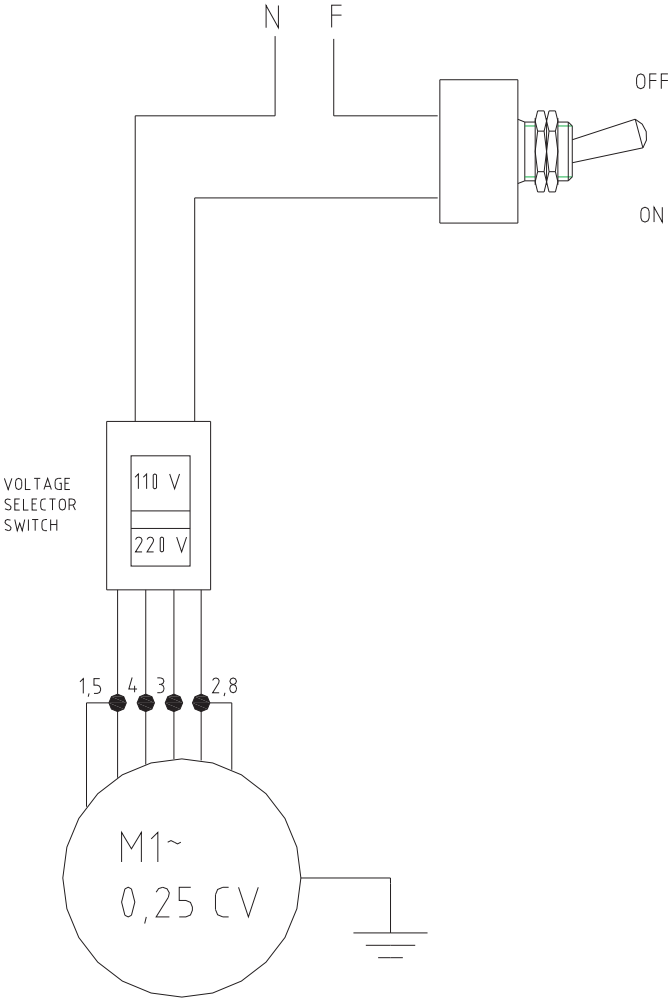 N F
OFF
ON
VOLTAGE
SELECTOR
SWITCH
110 V
220 V
1,5 4 3 2,8
M1~
0,25 CV